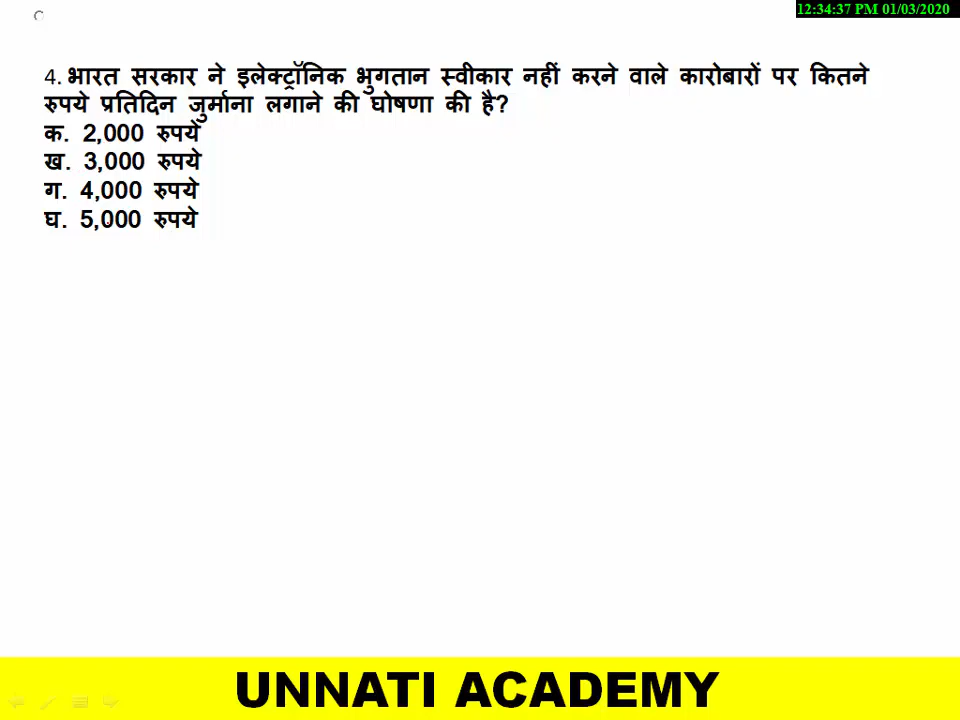 12:34:37 PM 01/03/2020
4. भारत सरकार ने इलेक्ट्रॉनिक भुगतान स्वीकार नहीं करने वाले कारोबारों पर कितने
रुपये प्रतिदिन जुर्माना लगाने की घोषणा की है?
क. 2,000 रुपये
ख. 3,000 रुपये
ग. 4,000 रुपये
घ. 5,000 रुपये
UNNATI ACADEMY